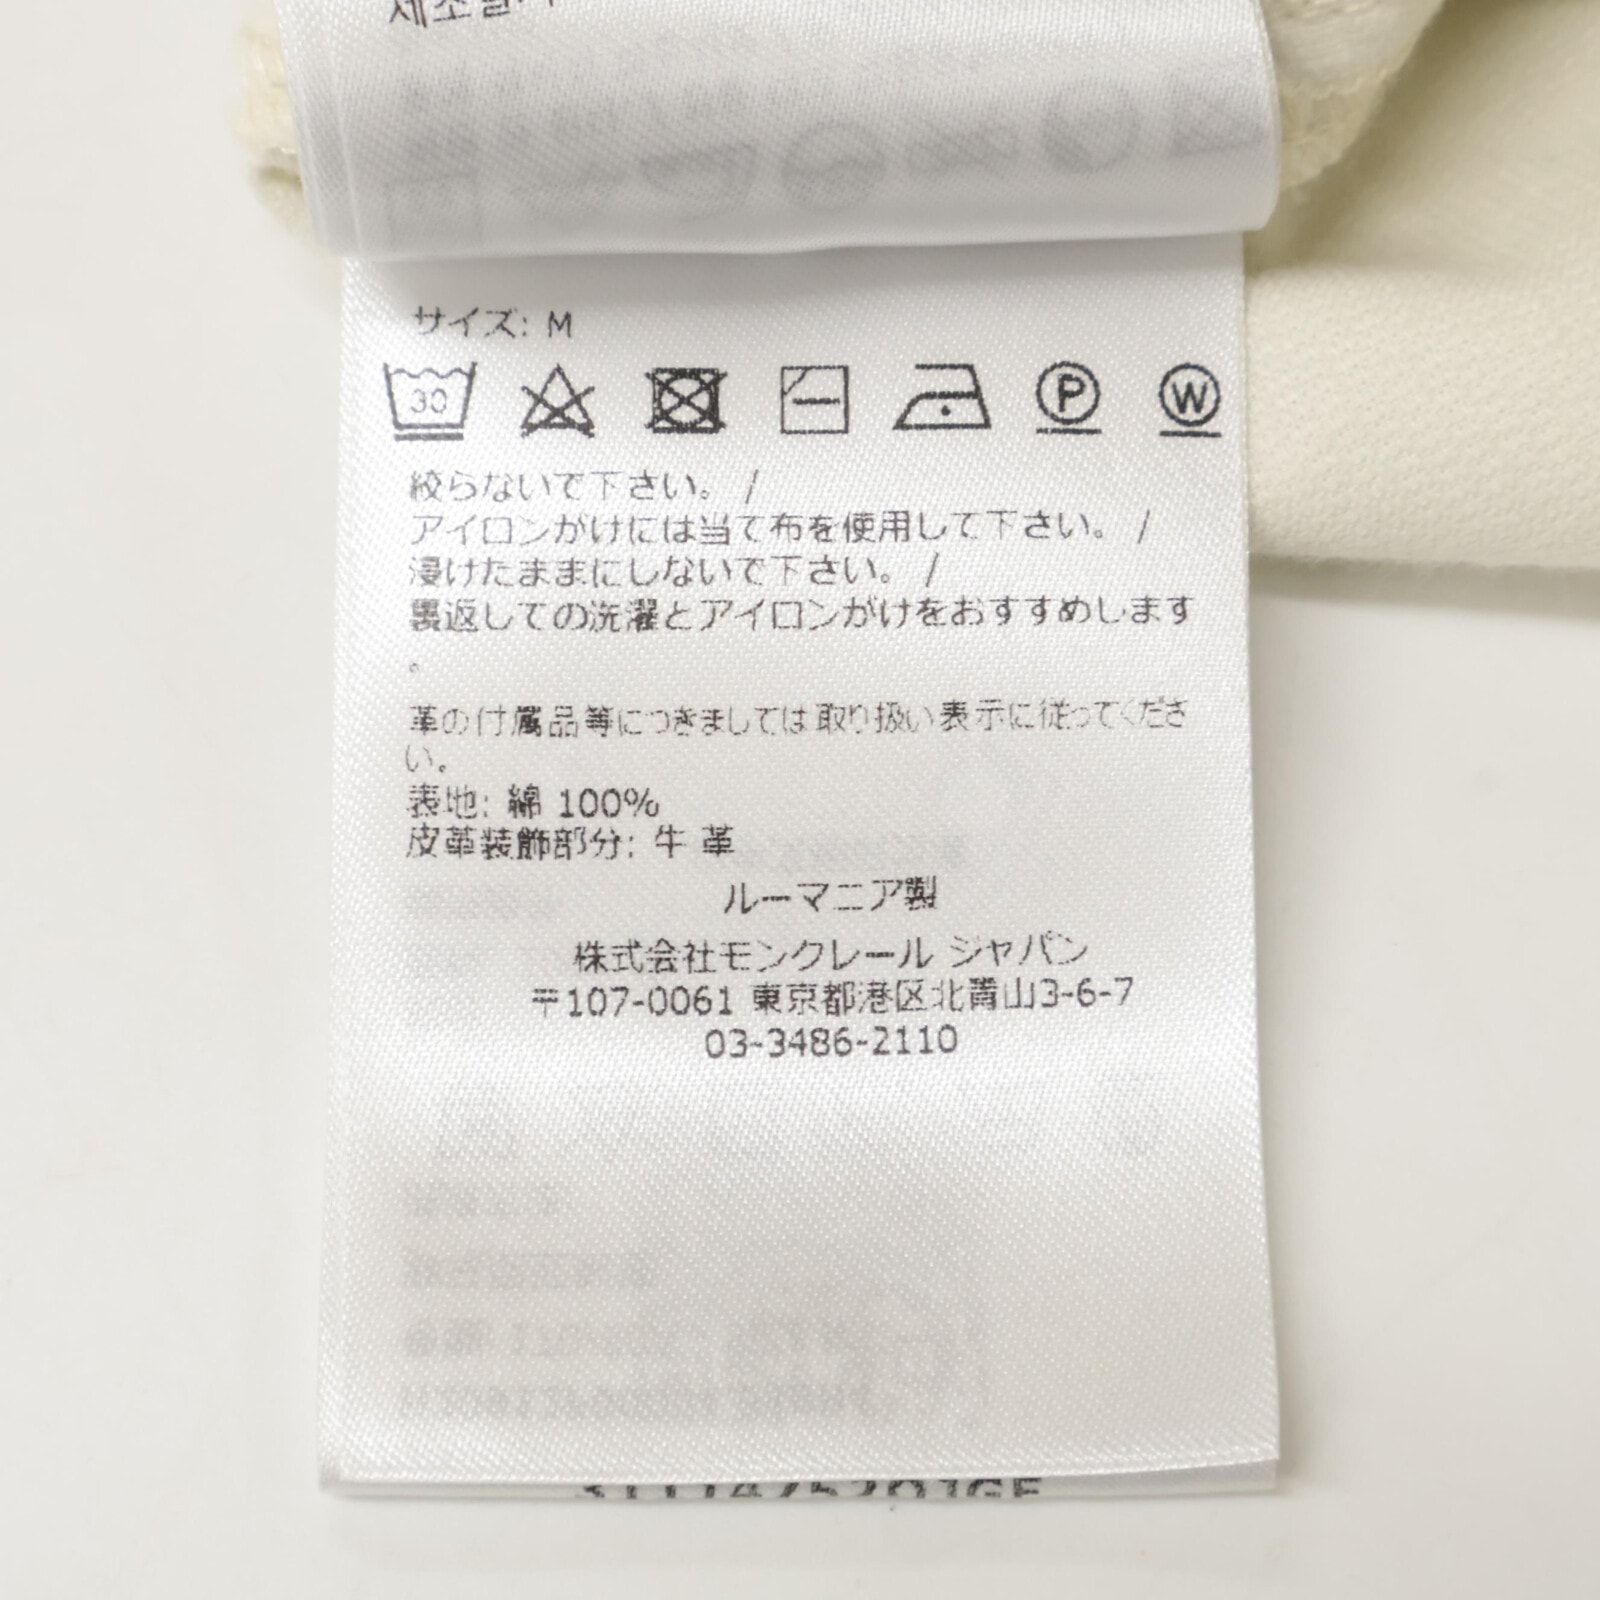 サイズ: M
30
P W
絞らないで下さい。 /
アイロンがけには当て布を使用して下さい。 /
浸けたままにしないで下さい。 /
裏返しての洗濯とアイロンがけをおすすめします
。
革の付属品等につきましては取り扱い表示に従ってくださ
い。
表地: 綿 100%
皮革装飾部分: 牛 革
ルーマニア製
株式会社モンクレール ジャパン
〒107-0061 東京都港区北青山3-6-7
03-3486-2110